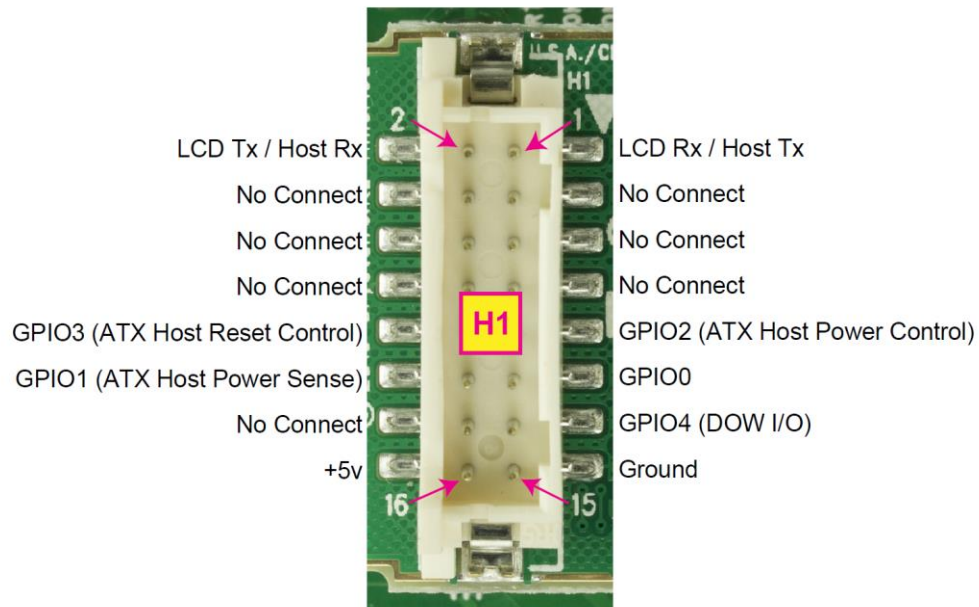 U.S.A./C
H1
2 1
LCD Tx / Host Rx LCD Rx / Host Tx
No Connect No Connect
No Connect No Connect
No Connect No Connect
H1
GPIO3 (ATX Host Reset Control) GPIO2 (ATX Host Power Control)
GPIO1 (ATX Host Power Sense) GPIO0
No Connect GPIO4 (DOW I/O)
+5v Ground
16 15